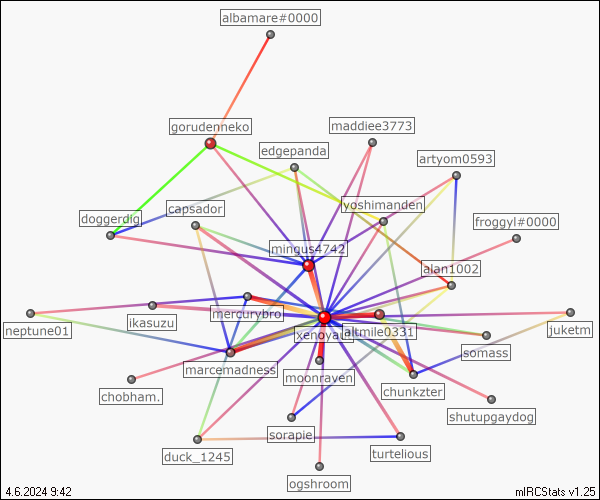 albamare#0000
gorudenneko
maddiee3773
edgepanda
artyom0593
capsador
yoshimanden
doggerdig
froggyl#0000
mingus4742
alan1002
mercurybro
neptune01
ikasuzu
altmile0331
juketm
somass
marcemadness
moonraven
chunkzter
chobham.
shutupgaydog
sorapie
duck_1245
turtelious
ogshroom
4.6.2024 9:42
mIRCStats v1.25